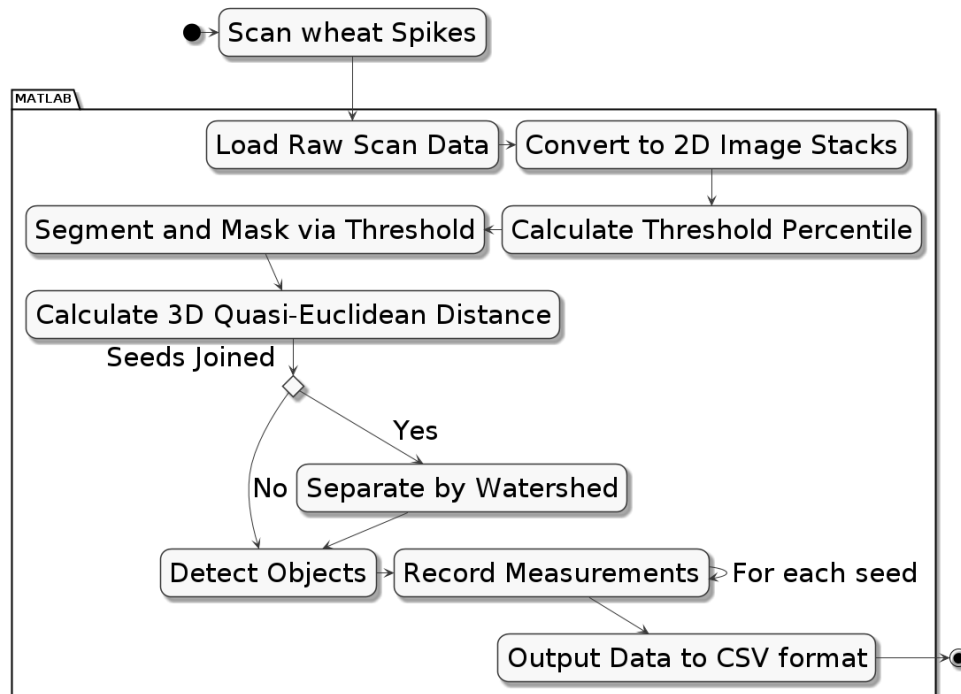 Scan wheat Spikes
MATLAB
Load Raw Scan Data
Convert to 2D Image Stacks
Segment and Mask via Threshold
Calculate Threshold Percentile
Calculate 3D Quasi-Euclidean Distance
Seeds Joined
Yes
No
Separate by Watershed
Detect Objects
Record Measurements
For each seed
Output Data to CSV format